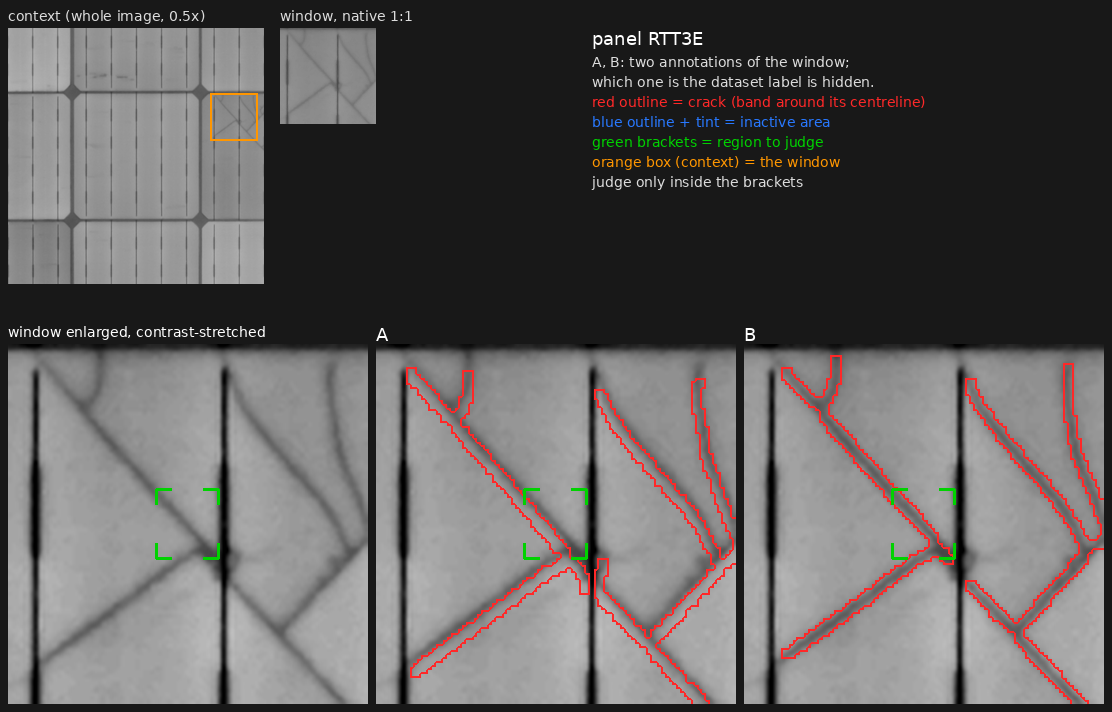 context (whole image, 0.5x)
window, native 1:1
panel RTT3E
A, B: two annotations of the window;
which one is the dataset label is hidden.
red outline = crack (band around its centreline)
blue outline + tint = inactive area
green brackets = region to judge
orange box (context) = the window
judge only inside the brackets
window enlarged, contrast-stretched
A
B